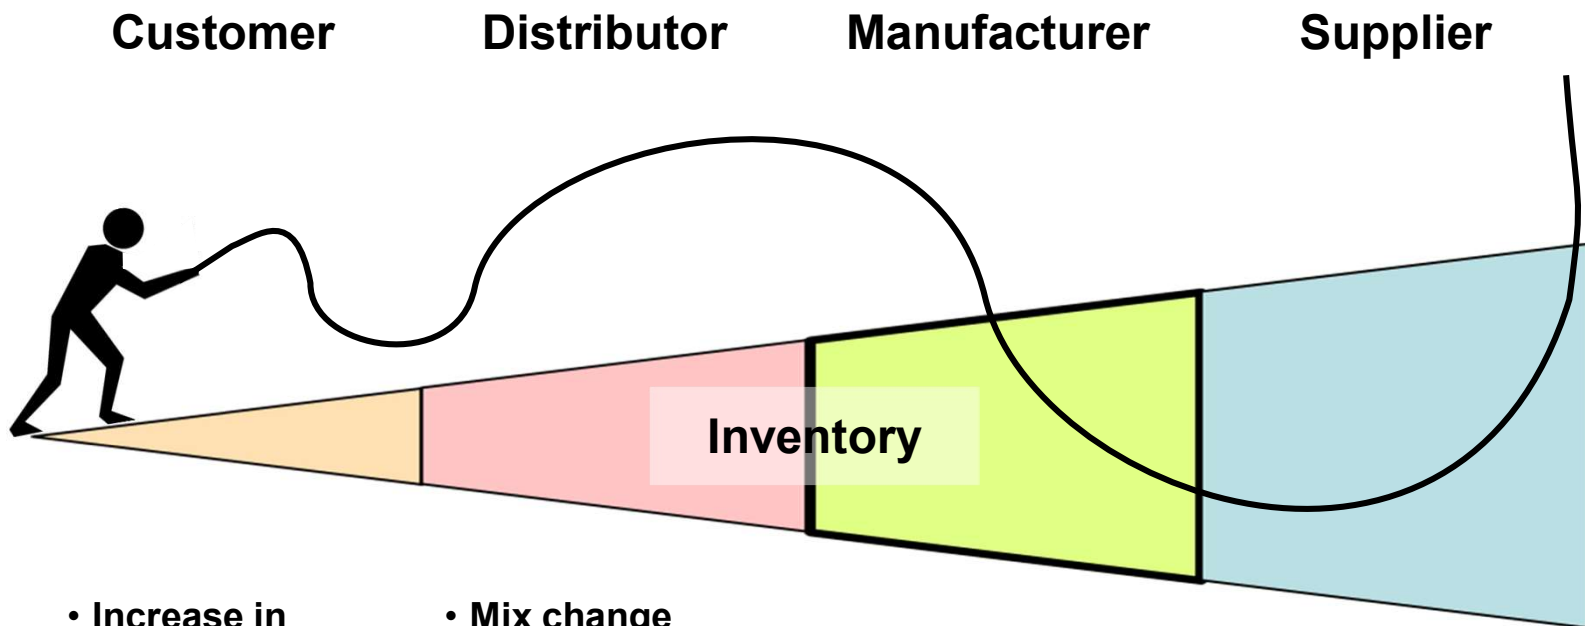 Customer Distributor Manufacturer Supplier
Inventory
• Increase in
• Mix change